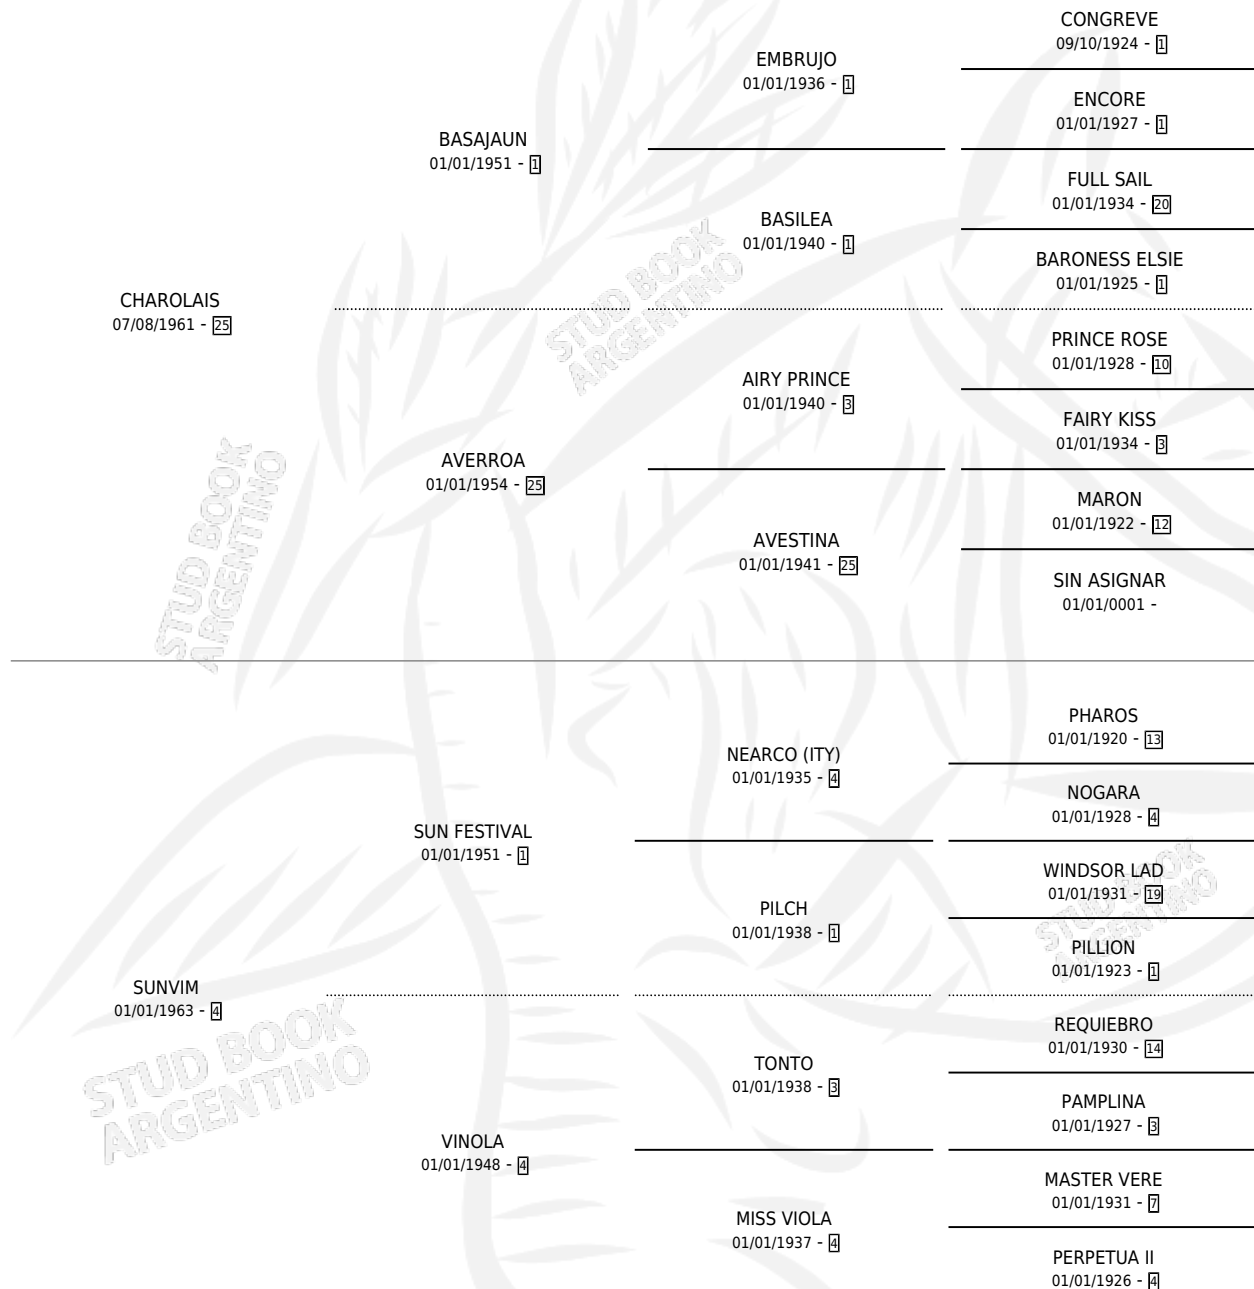 CONGREVE
09/10/1924 - 1
EMBRUJO
01/01/1936 - 1
ENCORE
01/01/1927 - 1
BASAJAUN
01/01/1951 - 1
FULL SAIL
01/01/1934 - 20
BASILEA
01/01/1940 - 1
BARONESS ELSIE
01/01/1925 - 1
CHAROLAIS
07/08/1961 - 25
STUD BOOK
ARGENTINO
PRINCE ROSE
01/01/1928 - 10
AIRY PRINCE
01/01/1940 - 3
FAIRY KISS
01/01/1934 - 3
AVERROA
01/01/1954 - 25
MARON
01/01/1922 - 12
AVESTINA
01/01/1941 - 25
SIN ASIGNAR
01/01/0001 -
STUD BOOK
ARGENTINO
PHAROS
01/01/1920 - 13
NEARCO (ITY)
01/01/1935 - 4
NOGARA
01/01/1928 - 4
SUN FESTIVAL
01/01/1951 - 1
WINDSOR LAD
01/01/1931 - 19
PILCH
01/01/1938 - 1
STUD BOOK
ARGENTINO
PILLION
01/01/1923 - 1
SUNVIM
01/01/1963 - 4
REQUIEBRO
01/01/1930 - 14
TONTO
01/01/1938 - 3
STUD BOOK
ARGENTINO
PAMPLINA
01/01/1927 - 3
VINOLA
01/01/1948 - 4
MASTER VERE
01/01/1931 - 7
MISS VIOLA
01/01/1937 - 4
PERPETUA II
01/01/1926 - 4